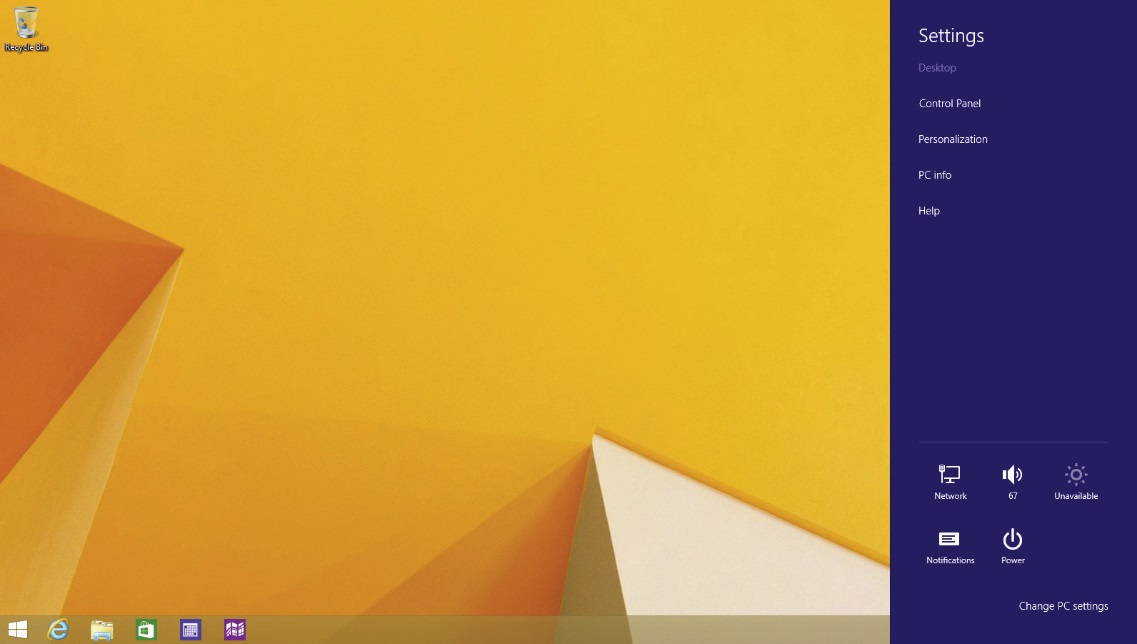 Recycle Bin
Settings
Desktop
Control Panel
Personalization
PC info
Help
Network
67
Unavailable
Notifications
Power
Change PC settings